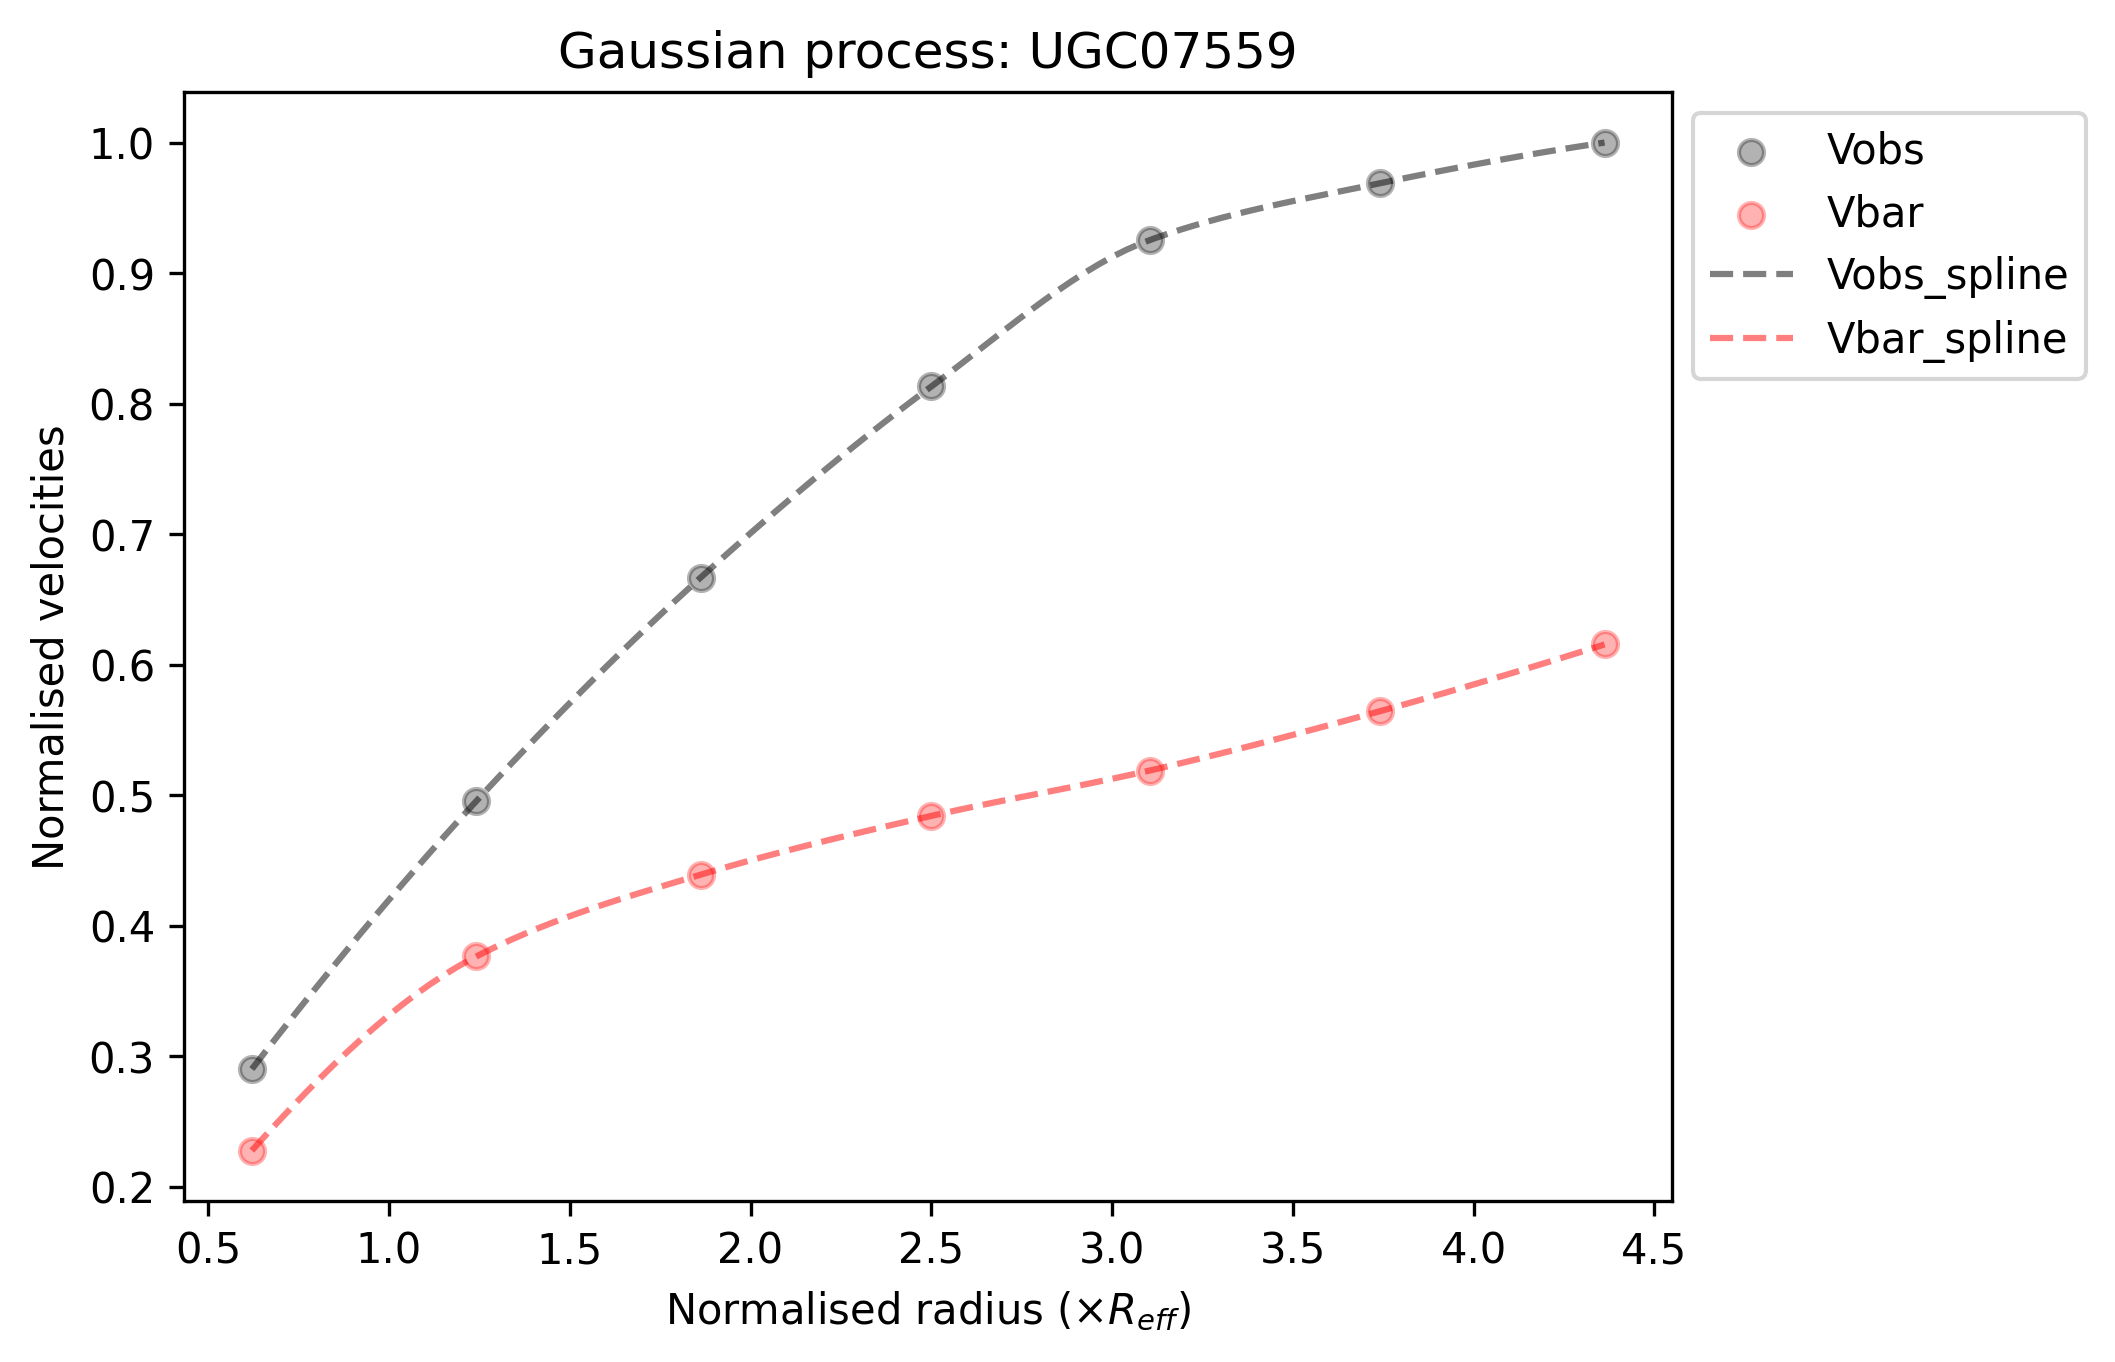 Gaussian process: UGC07559
Normalised velocities
1.0
0.9
0.8
0.7
0.6
0.5
0.4
0.3
0.2
0.5 1.0 1.5 2.0 2.5 3.0 3.5 4.0 4.5
Normalised radius (×R_eff)
Vobs
Vbar
Vobs_spline
Vbar_spline